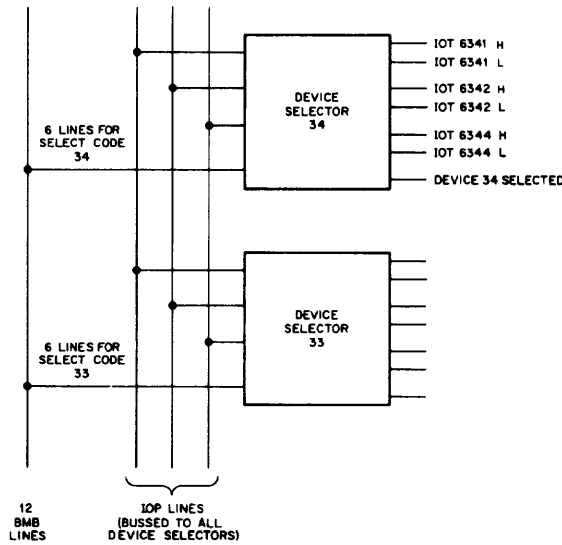 IOT 6341 H
IOT 6341 L
IOT 6342 H
IOT 6342 L
IOT 6344 H
IOT 6344 L
DEVICE 34 SELECTED
DEVICE
SELECTOR
34
6 LINES FOR
SELECT CODE
34
DEVICE
SELECTOR
33
6 LINES FOR
SELECT CODE
33
12
BMB
LINES
IOP LINES
(BUSSED TO ALL
DEVICE SELECTORS)